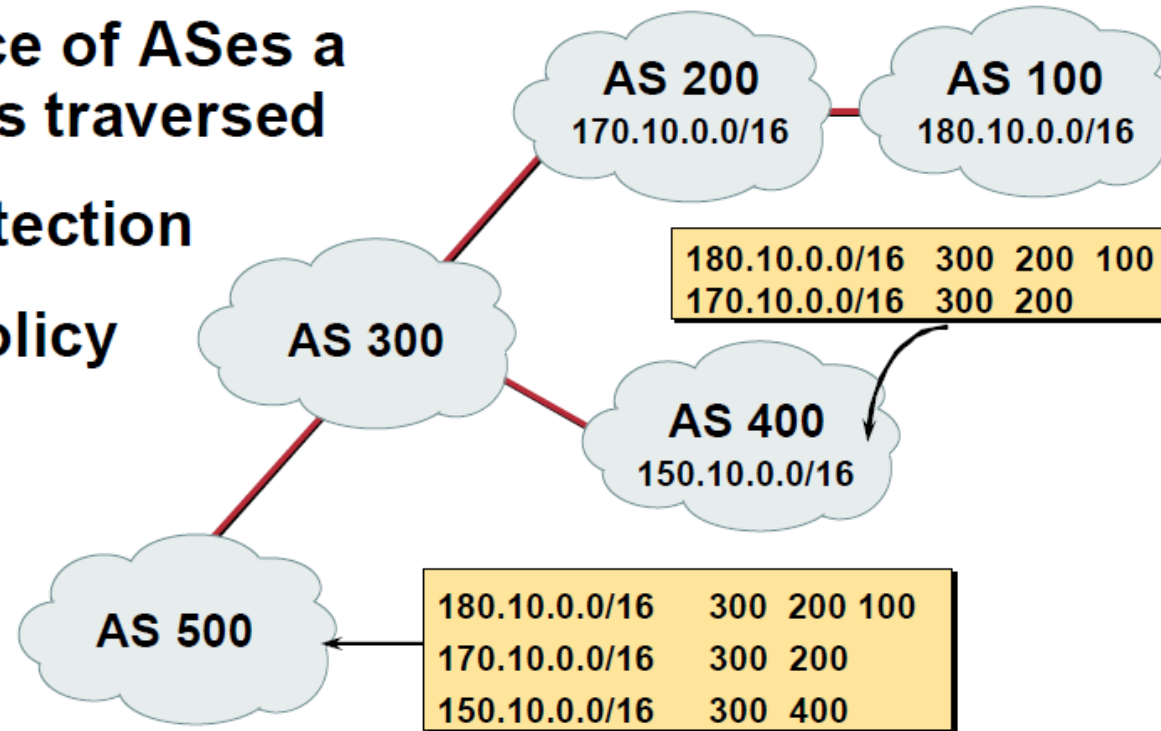 ce of ASes a
s traversed
tection
olicy
AS 200
170.10.0.0/16
AS 100
180.10.0.0/16
180.10.0.0/16 300 200 100
170.10.0.0/16 300 200
AS 300
AS 400
150.10.0.0/16
AS 500
180.10.0.0/16 300 200 100
170.10.0.0/16 300 200
150.10.0.0/16 300 400